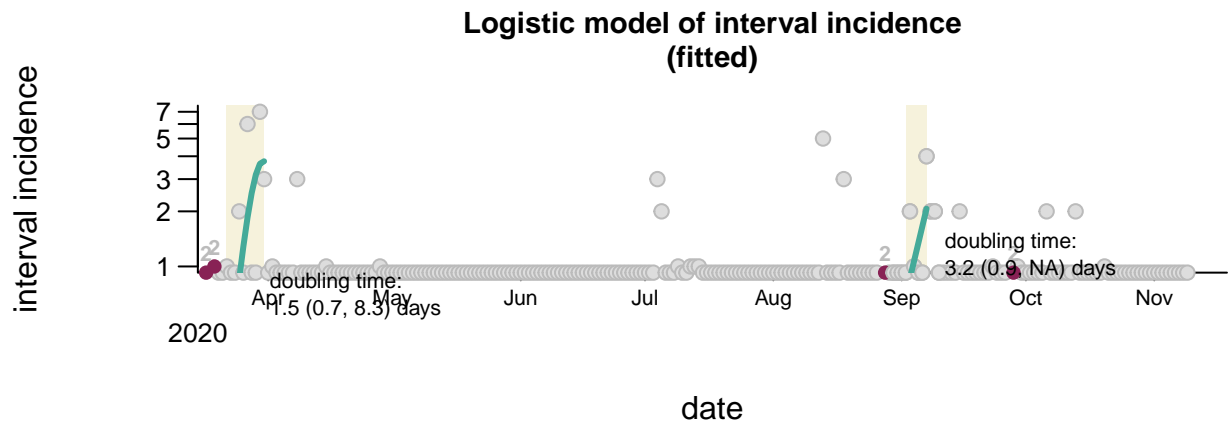 Logistic model of interval incidence
(fitted)
interval incidence
7
5
3
2
1
2
2
2
2
doubling time:
1.5 (0.7, 8.3) days
doubling time:
3.2 (0.9, NA) days
Apr
May
Jun
Jul
Aug
Sep
Oct
Nov
2020
date